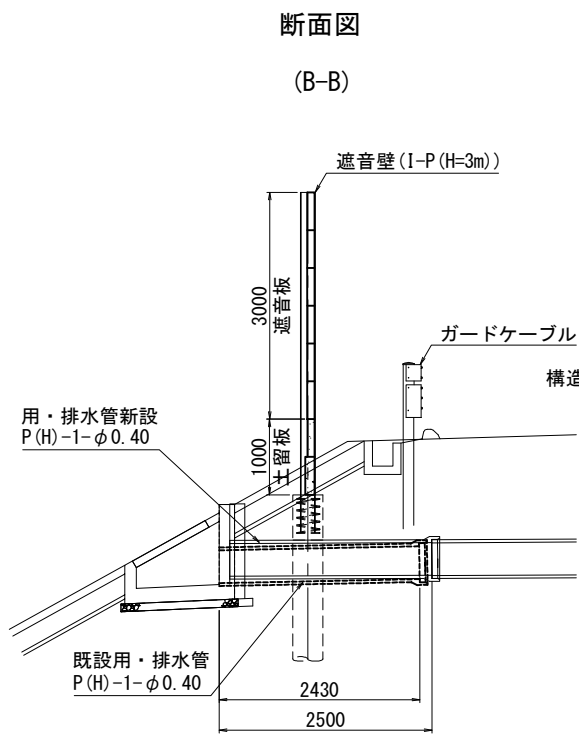 断面図
(B-B)
遮音壁(I-P(H=3m))
3000
遮音板
ガードケーブル
構造
用・排水管新設
P(H)-1-φ0.40
1000
土留板
既設用・排水管
P(H)-1-φ0.40
2430
2500